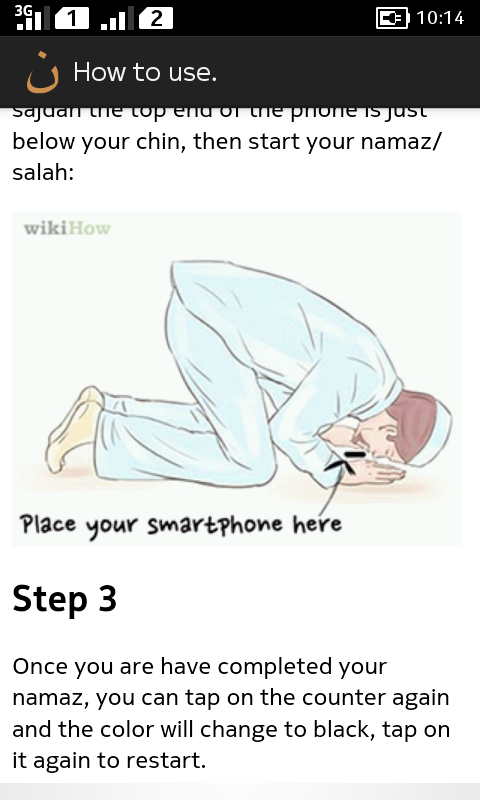 3G 1 2 10:14
How to use.
sajdah the top end of the phone is just
below your chin, then start your namaz/
salah:
wikiHow
Place your smartphone here
Step 3
Once you are have completed your
namaz, you can tap on the counter again
and the color will change to black, tap on
it again to restart.